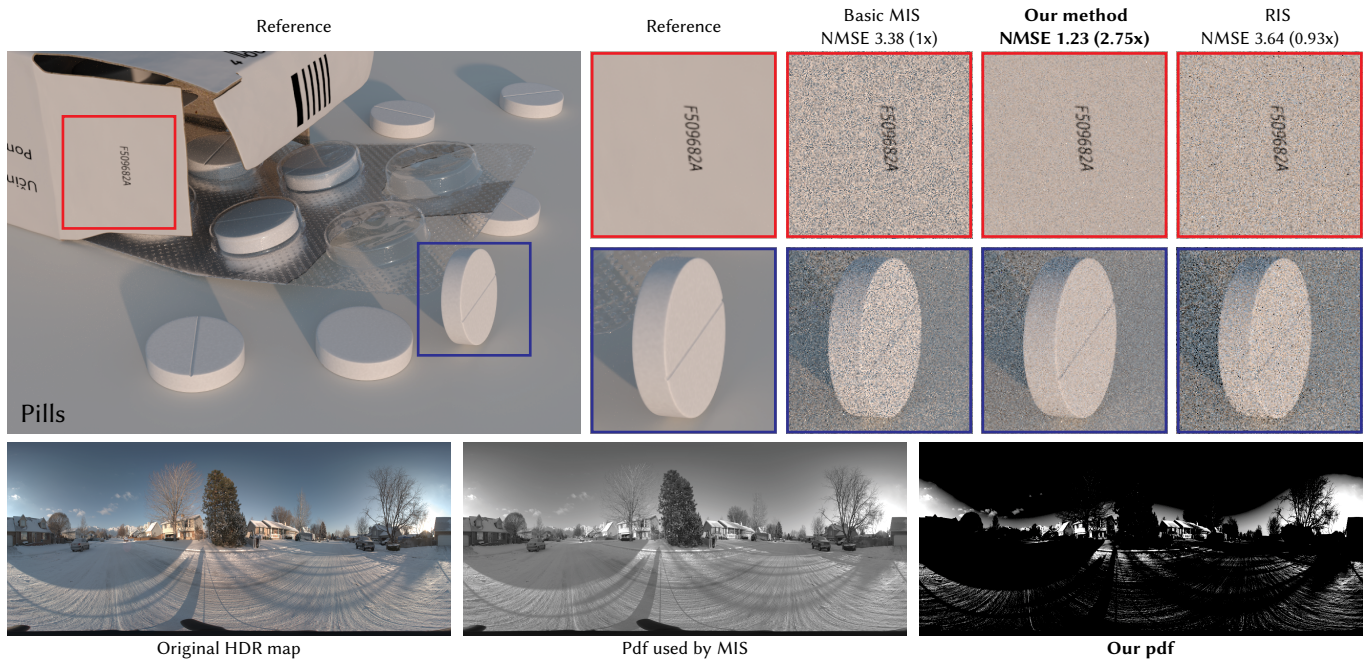 Reference
Reference
Basic MIS
NMSE 3.38 (1x)
Our method
NMSE 1.23 (2.75x)
RIS
NMSE 3.64 (0.93x)
F509682A
Učin
F509682A
F509682A
F509682A
F509682A
Pills
Original HDR map
Pdf used by MIS
Our pdf